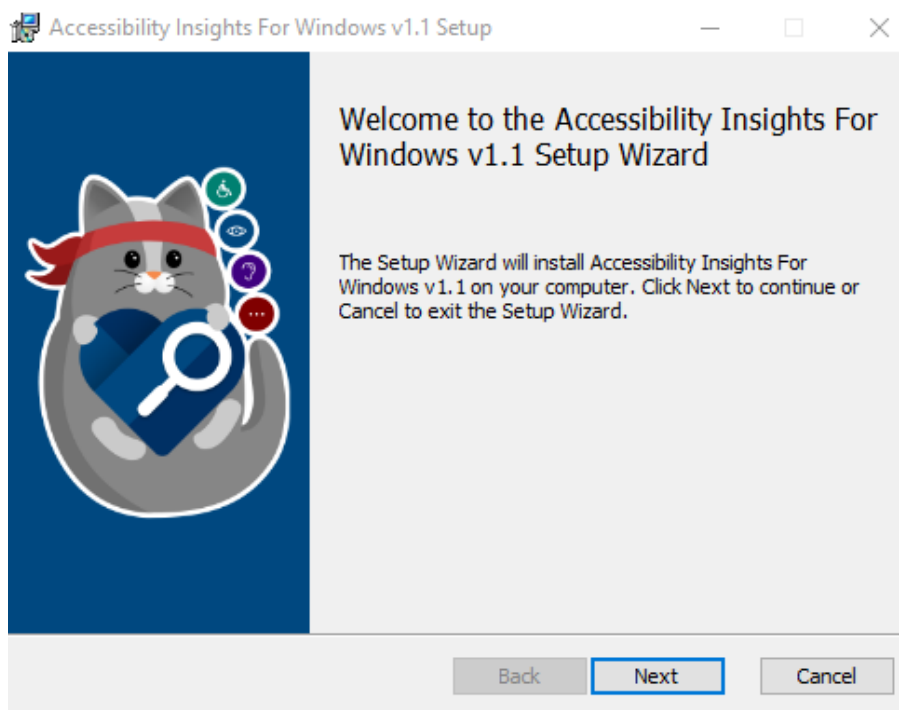 Accessibility Insights For Windows v1.1 Setup
Welcome to the Accessibility Insights For
Windows v1.1 Setup Wizard
The Setup Wizard will install Accessibility Insights For
Windows v1.1 on your computer. Click Next to continue or
Cancel to exit the Setup Wizard.
Back Next Cancel